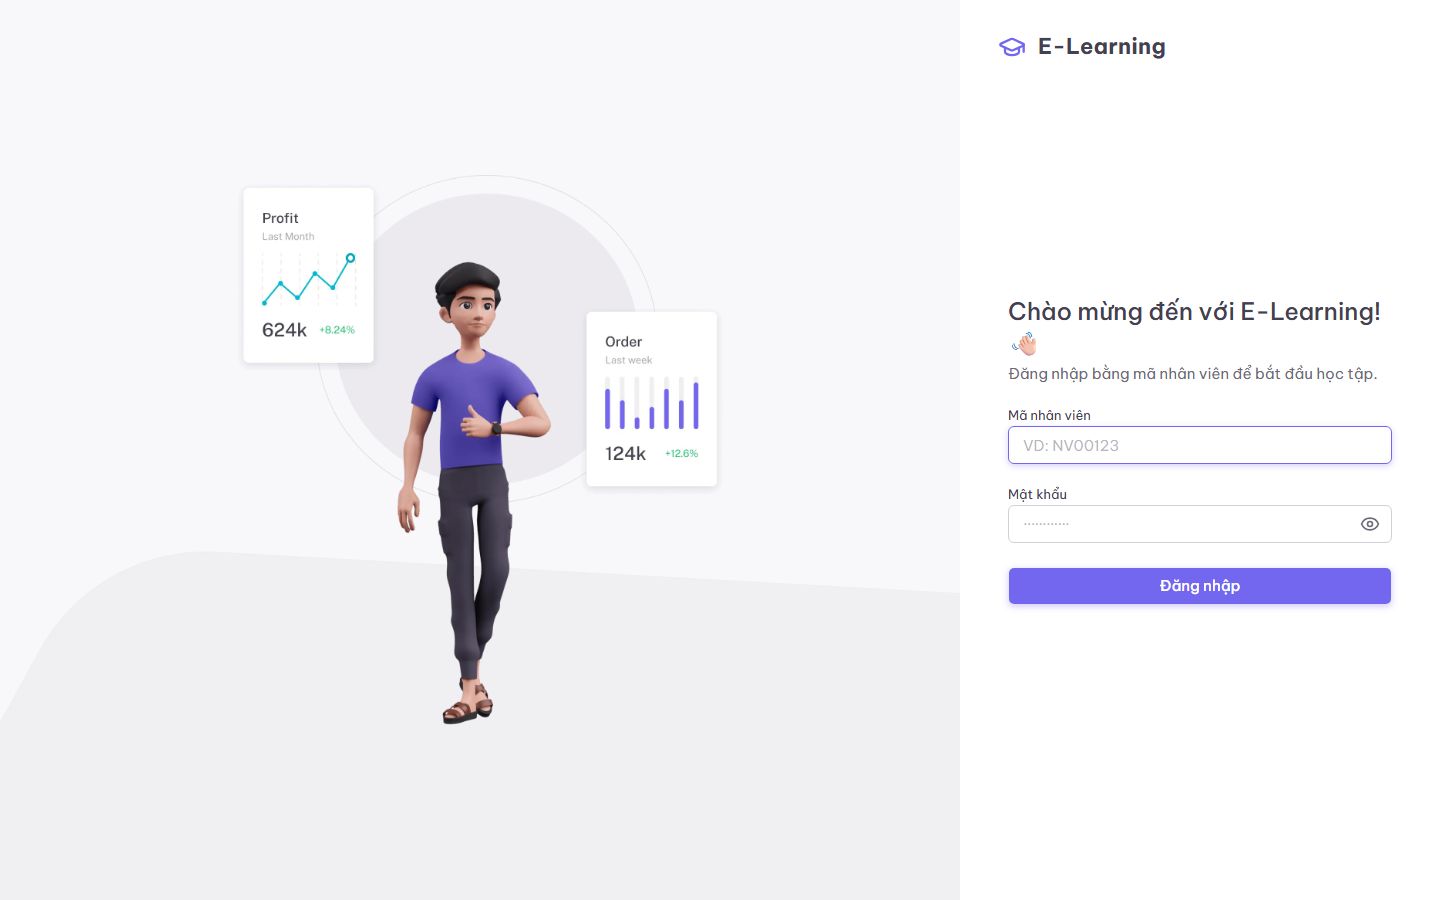 E-Learning
Profit
Last Month
624k +8.24%
Order
Last week
124k +12.6%
Chào mừng đến với E-Learning!
👋🏻
Đăng nhập bằng mã nhân viên để bắt đầu học tập.
Mã nhân viên
VD: NV00123
Mật khẩu
············
Đăng nhập